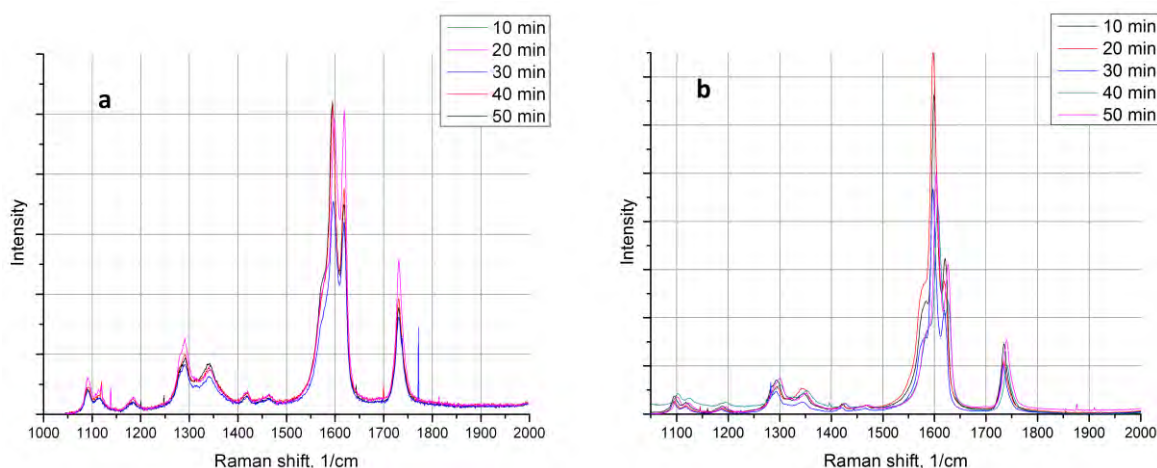 10 min
20 min
30 min
40 min
50 min
a
Intensity
1000 1100 1200 1300 1400 1500 1600 1700 1800 1900 2000
Raman shift, 1/cm
10 min
20 min
30 min
40 min
50 min
b
Intensity
1100 1200 1300 1400 1500 1600 1700 1800 1900 2000
Raman shift, 1/cm